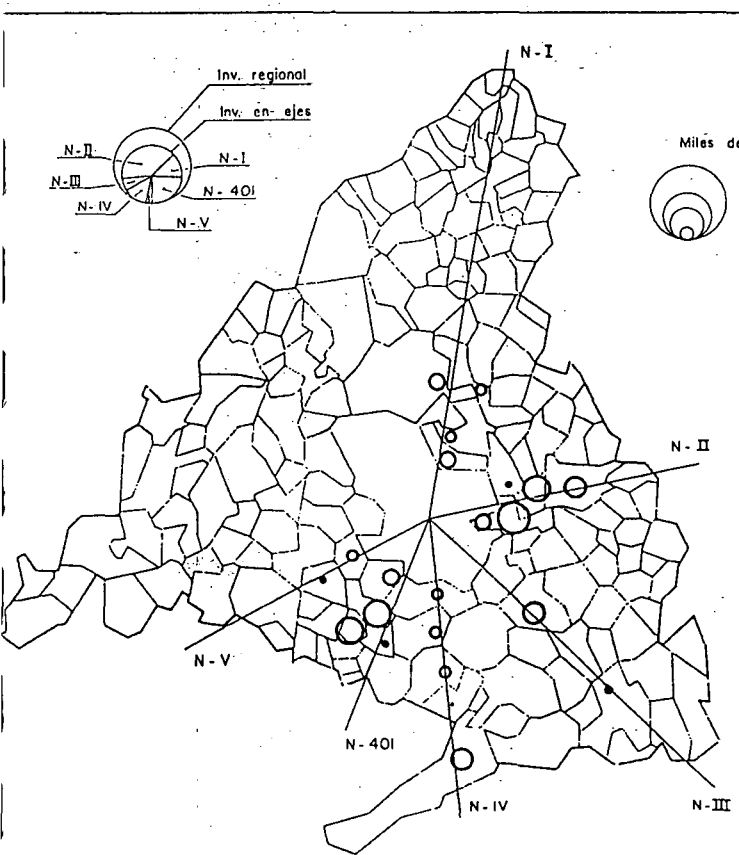 N-I
Inv. regional
Inv. en ejes
N-II
N-I
N-III
N-401
N-IV
N-V
Miles de
N-II
N-V
N-401
N-IV
N-III